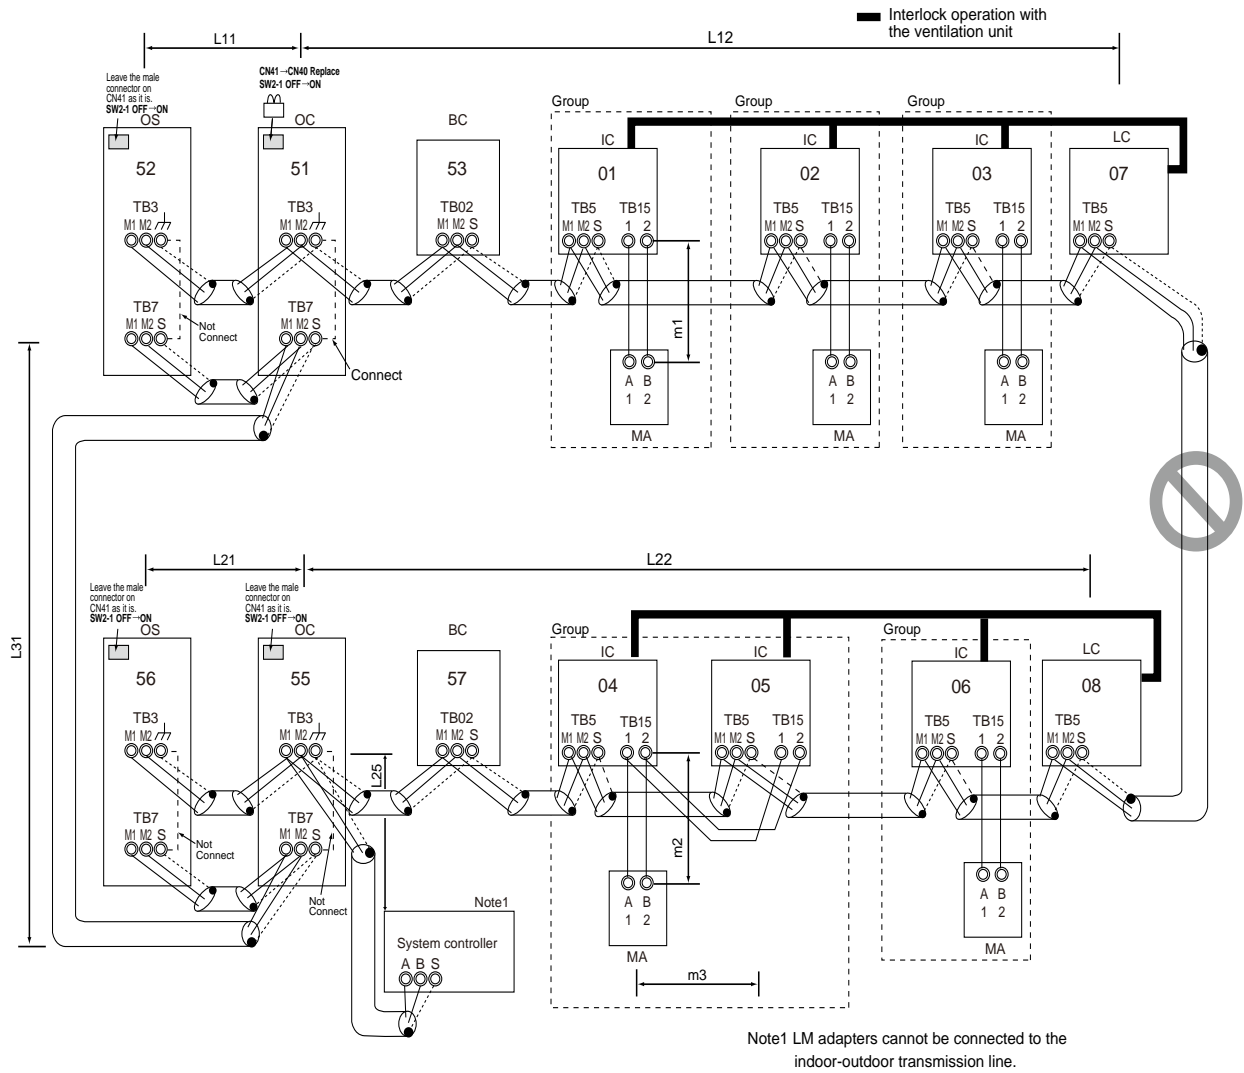 Interlock operation with
the ventilation unit
L11
L12
Leave the male
connector on
CN41 as it is.
SW2-1 OFF→ON
CN41→CN40 Replace
SW2-1 OFF→ON
OS
OC
BC
Group
Group
Group
IC
IC
IC
LC
52
51
53
01
02
03
07
TB3
TB3
TB02
TB5 TB15
TB5 TB15
TB5 TB15
TB5
M1 M2
M1 M2
M1 M2 S
M1 M2 S 1 2
M1 M2 S 1 2
M1 M2 S 1 2
M1 M2 S
TB7
TB7
M1 M2 S
M1 M2 S
Not
Connect
Connect
m1
A B
1 2
MA
A B
1 2
MA
A B
1 2
MA
L31
L21
L22
Leave the male
connector on
CN41 as it is.
SW2-1 OFF→ON
Leave the male
connector on
CN41 as it is.
SW2-1 OFF→ON
OS
OC
BC
Group
Group
IC
IC
IC
LC
56
55
57
04
05
06
08
TB3
TB3
TB02
TB5 TB15
TB5 TB15
TB5 TB15
TB5
M1 M2
M1 M2
M1 M2 S
M1 M2 S 1 2
M1 M2 S 1 2
M1 M2 S 1 2
M1 M2 S
L25
TB7
TB7
M1 M2 S
M1 M2 S
Not
Connect
Not
Connect
m2
A B
1 2
MA
A B
1 2
MA
Note1
System controller
A B S
m3
Note1 LM adapters cannot be connected to the
indoor-outdoor transmission line.